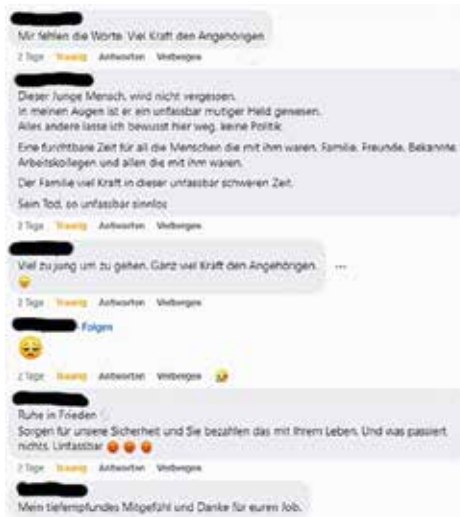 Mir fehlen die Worte. Viel Kraft den Angehörigen
2 Tage Traurig Antworten Verbergen
Dieser Junge Mensch, wird nicht vergessen.
In meinen Augen ist er ein unfassbar mutiger Held gewesen.
Alles andere lasse ich bewusst hier weg, keine Politik.
Eine furchtbare Zeit für all die Menschen die mit ihm waren. Familie, Freunde, Bekannte,
Arbeitskollegen und allen die mit ihm waren.
Der Familie viel Kraft in dieser unfassbar schweren Zeit.
Sein Tod, so unfassbar sinnlos
2 Tage Traurig Antworten Verbergen
Viel zu jung um zu gehen. Ganz viel Kraft den Angehörigen.
2 Tage Traurig Antworten Verbergen
Folgen
2 Tage Traurig Antworten Verbergen
Ruhe in Frieden
Sorgen für unsere Sicherheit und Sie bezahlen das mit Ihrem Leben. Und was passiert
nichts. Unfassbar
2 Tage Traurig Antworten Verbergen
Mein tiefempfundes Mitgefühl und Danke für euren Job.